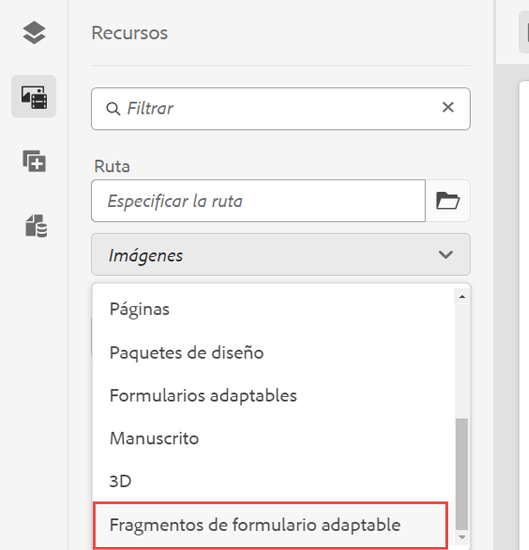 Recursos
Filtrar
Ruta
Especificar la ruta
Imágenes
Páginas
Paquetes de diseño
Formularios adaptables
Manuscrito
3D
Fragmentos de formulario adaptable